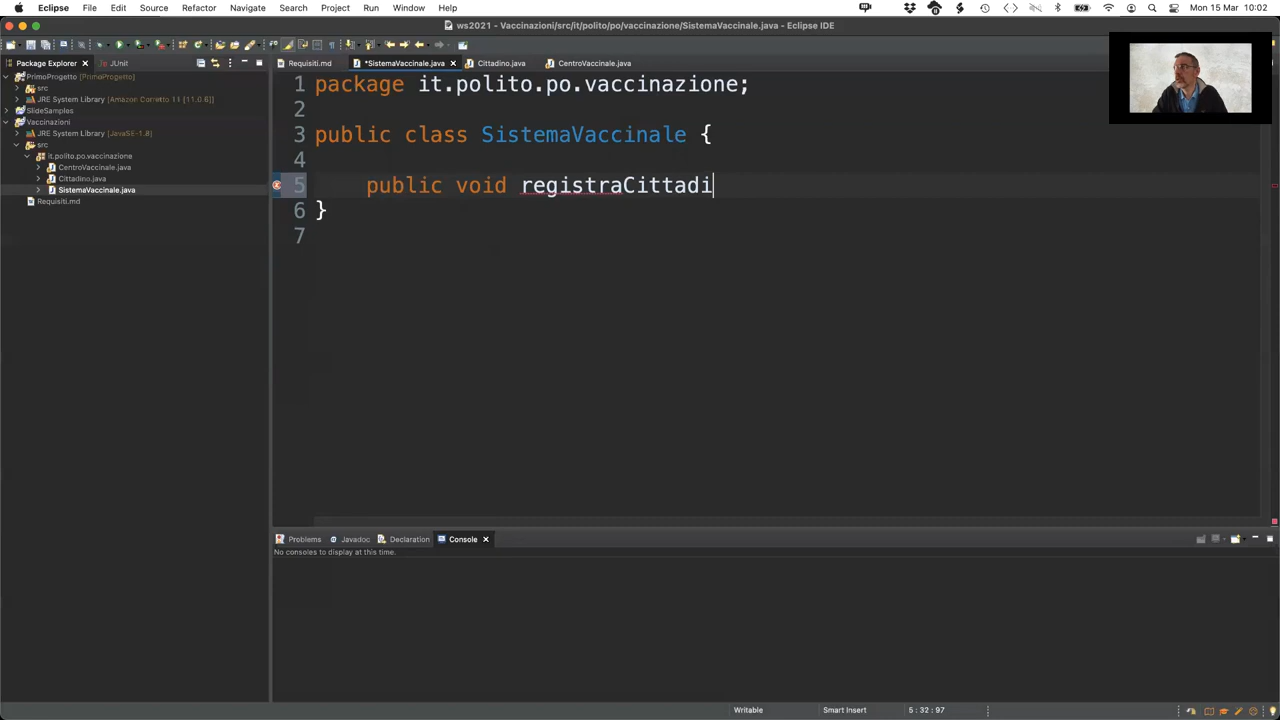 Eclipse File Edit Source Refactor Navigate Search Project Run Window Help Mon 15 Mar 10:02
ws2021 - Vaccinazioni/src/it/polito/po/vaccinazione/SistemaVaccinale.java - Eclipse IDE
Package Explorer JUnit
PrimoProgetto [PrimoProgetto]
src
JRE System Library [Amazon Corretto 11 [11.0.6]]
SlideSamples
Vaccinazioni
JRE System Library [JavaSE-1.8]
src
it.polito.po.vaccinazione
CentroVaccinale.java
Cittadino.java
SistemaVaccinale.java
Requisiti.md
Requisiti.md *SistemaVaccinale.java Cittadino.java CentroVaccinale.java
1 package it.polito.po.vaccinazione;
2
3 public class SistemaVaccinale {
4
5 public void registraCittadi
6 }
7
Problems Javadoc Declaration Console
No consoles to display at this time.
Writable Smart Insert 5 : 32 : 97